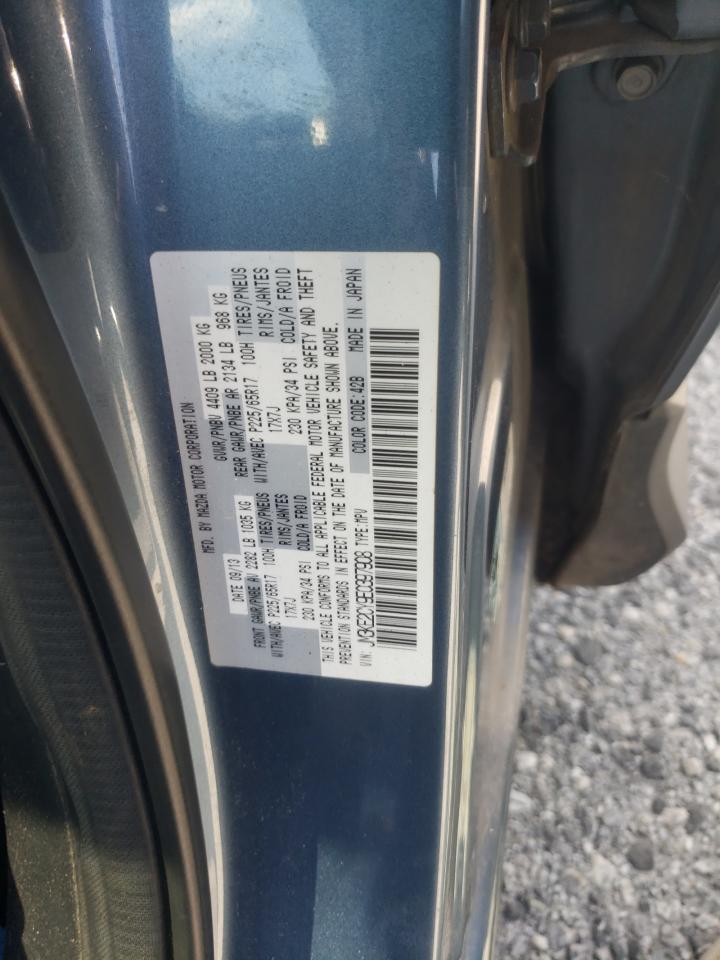 MFD. BY MAZDA MOTOR CORPORATION
DATE 09/13 GVWR/PNBV 4409 LB 2000 KG
FRONT GAWR/PNBE AV 2282 LB 1035 KG REAR GAWR/PNBE AR 2134 LB 968 KG
WITH/AVEC P225/65R17 100H TIRES/PNEUS WITH/AVEC P225/65R17 100H TIRES/PNEUS
17X7J RIMS/JANTES 17X7J RIMS/JANTES
230 KPA/34 PSI COLD/A FROID 230 KPA/34 PSI COLD/A FROID
THIS VEHICLE CONFORMS TO ALL APPLICABLE FEDERAL MOTOR VEHICLE SAFETY AND THEFT
PREVENTION STANDARDS IN EFFECT ON THE DATE OF MANUFACTURE SHOWN ABOVE.
VIN: JM3KE2CY9E0397908 TYPE:MPV COLOR CODE:42B MADE IN JAPAN